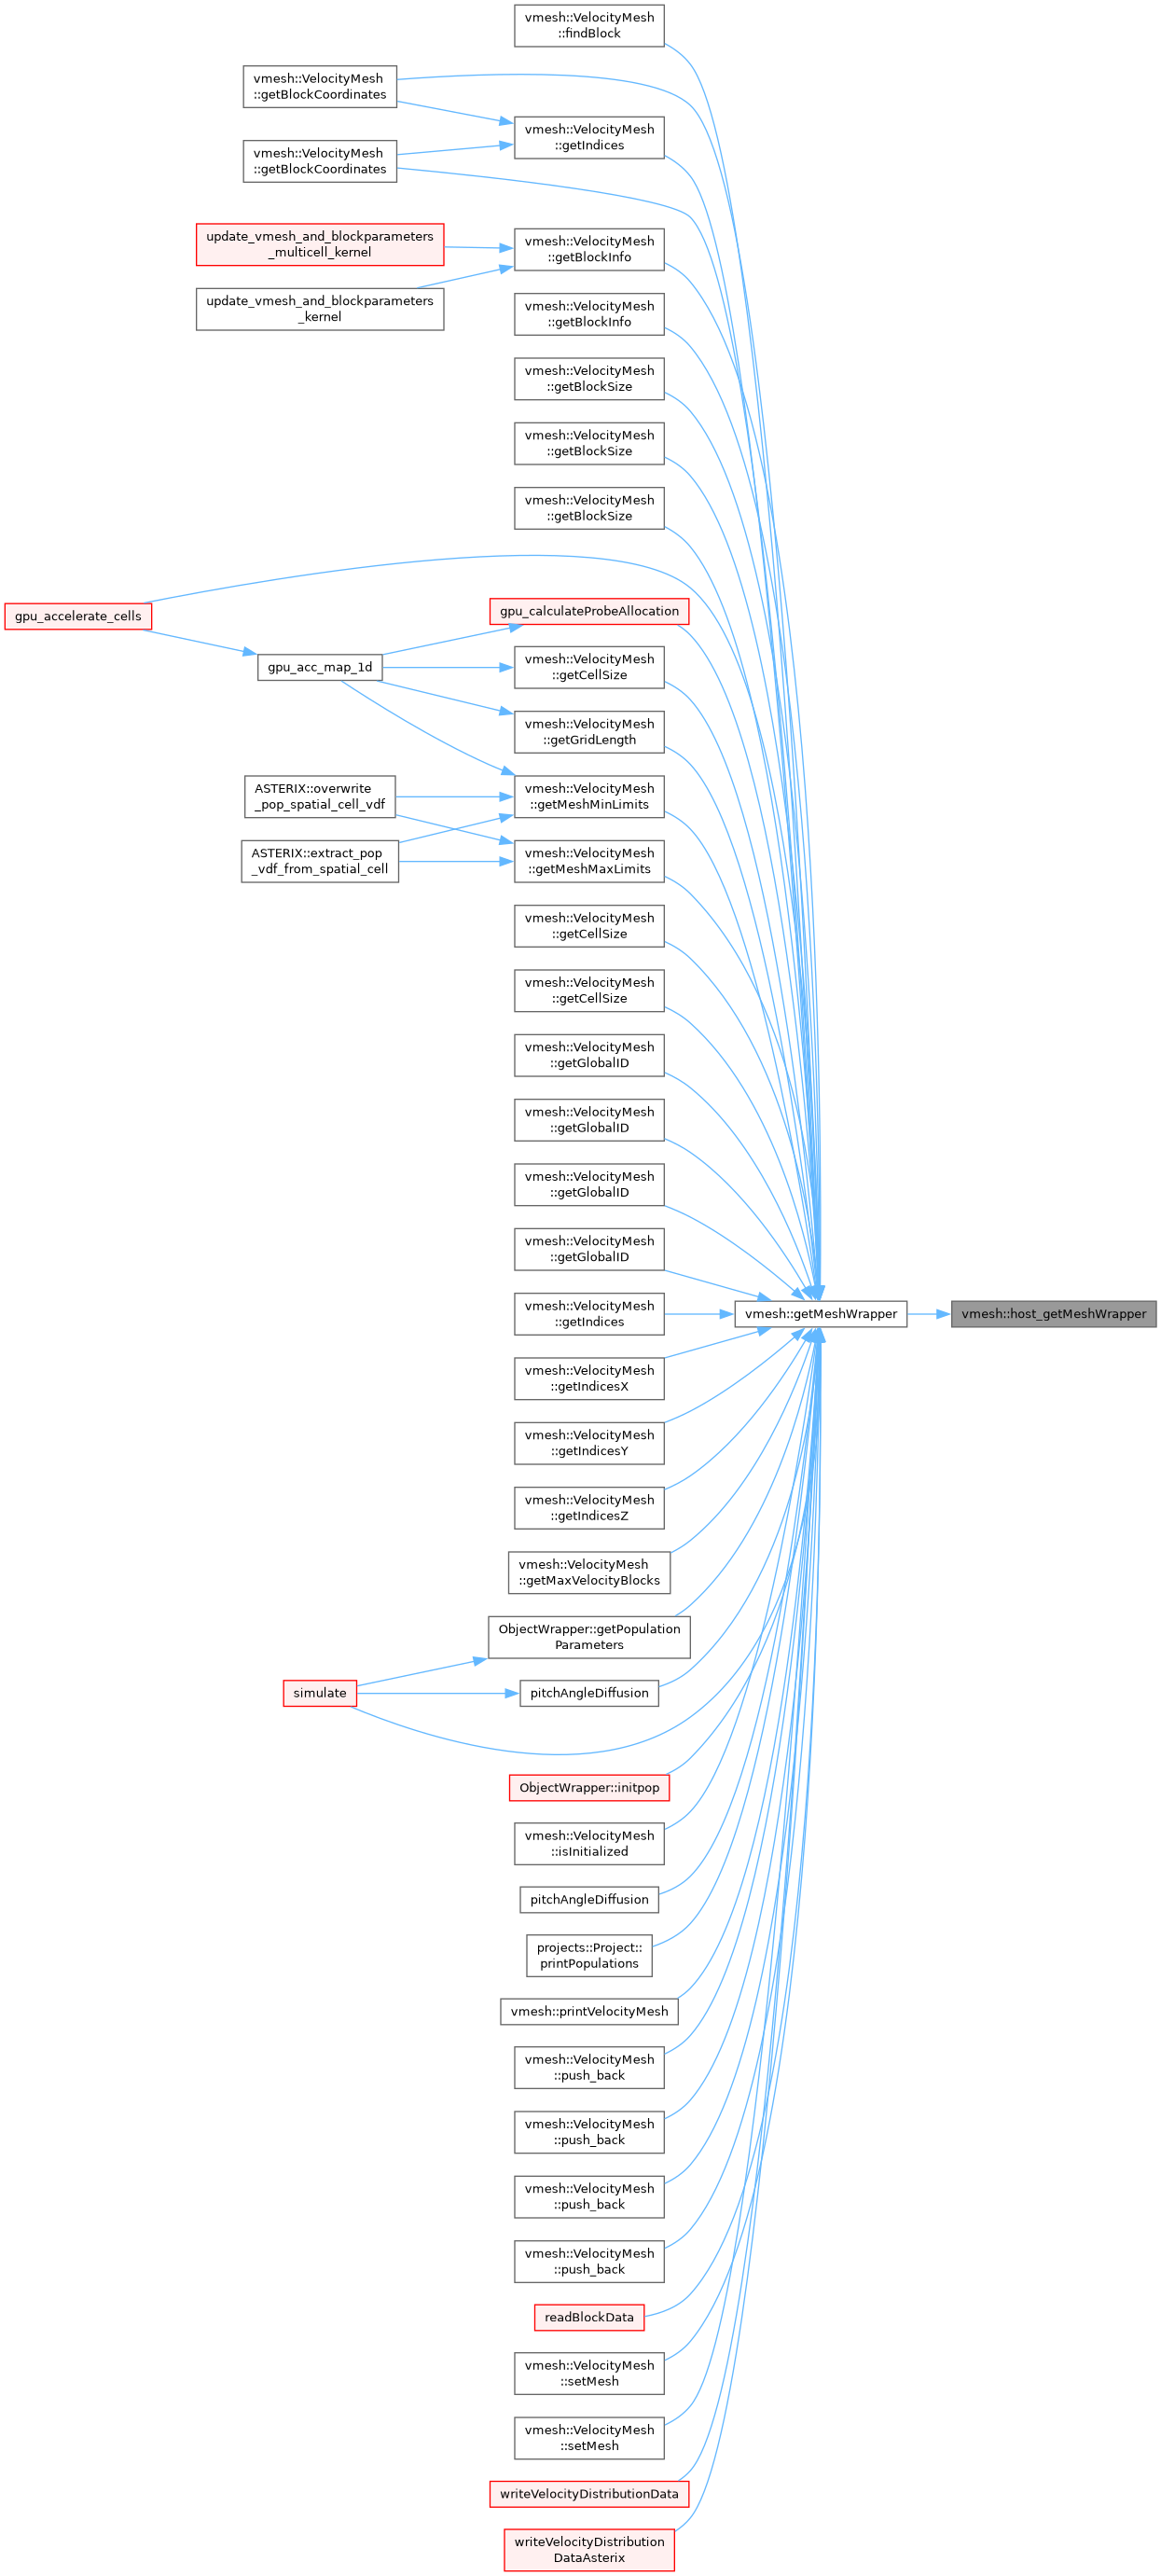 vmesh::VelocityMesh
::findBlock
vmesh::VelocityMesh
::getBlockCoordinates
vmesh::VelocityMesh
::getIndices
vmesh::VelocityMesh
::getBlockCoordinates
update_vmesh_and_blockparameters
_multicell_kernel
vmesh::VelocityMesh
::getBlockInfo
update_vmesh_and_blockparameters
_kernel
vmesh::VelocityMesh
::getBlockInfo
vmesh::VelocityMesh
::getBlockSize
vmesh::VelocityMesh
::getBlockSize
vmesh::VelocityMesh
::getBlockSize
gpu_accelerate_cells
gpu_calculateProbeAllocation
gpu_acc_map_1d
vmesh::VelocityMesh
::getCellSize
vmesh::VelocityMesh
::getGridLength
ASTERIX::overwrite
_pop_spatial_cell_vdf
vmesh::VelocityMesh
::getMeshMinLimits
ASTERIX::extract_pop
_vdf_from_spatial_cell
vmesh::VelocityMesh
::getMeshMaxLimits
vmesh::VelocityMesh
::getCellSize
vmesh::VelocityMesh
::getCellSize
vmesh::VelocityMesh
::getGlobalID
vmesh::VelocityMesh
::getGlobalID
vmesh::VelocityMesh
::getGlobalID
vmesh::VelocityMesh
::getGlobalID
vmesh::VelocityMesh
::getIndices
vmesh::getMeshWrapper
vmesh::host_getMeshWrapper
vmesh::VelocityMesh
::getIndicesX
vmesh::VelocityMesh
::getIndicesY
vmesh::VelocityMesh
::getIndicesZ
vmesh::VelocityMesh
::getMaxVelocityBlocks
ObjectWrapper::getPopulation
Parameters
simulate
pitchAngleDiffusion
ObjectWrapper::initpop
vmesh::VelocityMesh
::isInitialized
pitchAngleDiffusion
projects::Project::
printPopulations
vmesh::printVelocityMesh
vmesh::VelocityMesh
::push_back
vmesh::VelocityMesh
::push_back
vmesh::VelocityMesh
::push_back
vmesh::VelocityMesh
::push_back
readBlockData
vmesh::VelocityMesh
::setMesh
vmesh::VelocityMesh
::setMesh
writeVelocityDistributionData
writeVelocityDistribution
DataAsterix